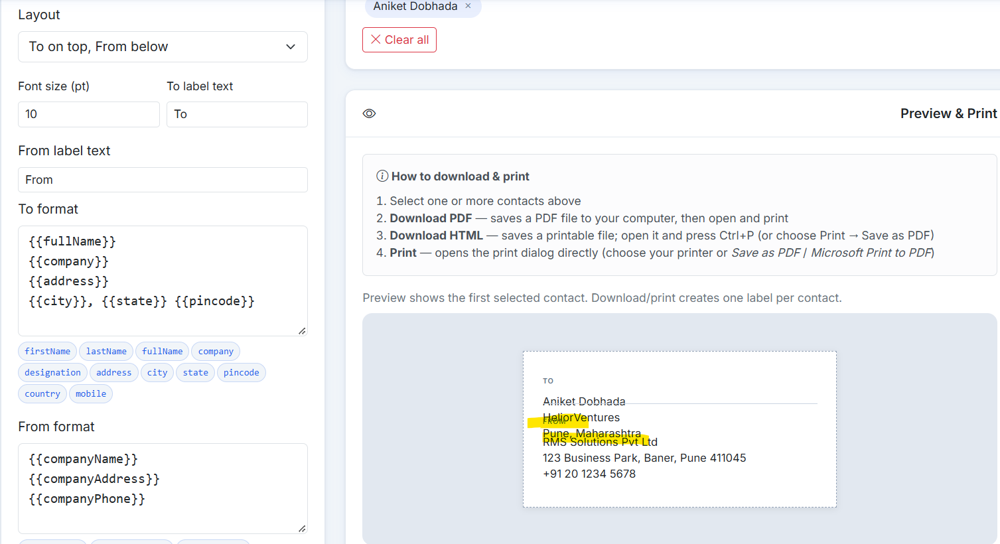 Layout
To on top, From below
Font size (pt)
To label text
10
To
From label text
From
To format
{{fullName}}
{{company}}
{{address}}
{{city}}, {{state}} {{pincode}}
firstName lastName fullName company
designation address city state pincode
country mobile
From format
{{companyName}}
{{companyAddress}}
{{companyPhone}}
Aniket Dobhada ×
Clear all
Preview & Print
How to download & print
1. Select one or more contacts above
2. Download PDF — saves a PDF file to your computer, then open and print
3. Download HTML — saves a printable file; open it and press Ctrl+P (or choose Print → Save as PDF)
4. Print — opens the print dialog directly (choose your printer or Save as PDF / Microsoft Print to PDF)
Preview shows the first selected contact. Download/print creates one label per contact.
TO
Aniket Dobhada
HeliorVentures
FROM
Pune, Maharashtra
RMS Solutions Pvt Ltd
123 Business Park, Baner, Pune 411045
+91 20 1234 5678